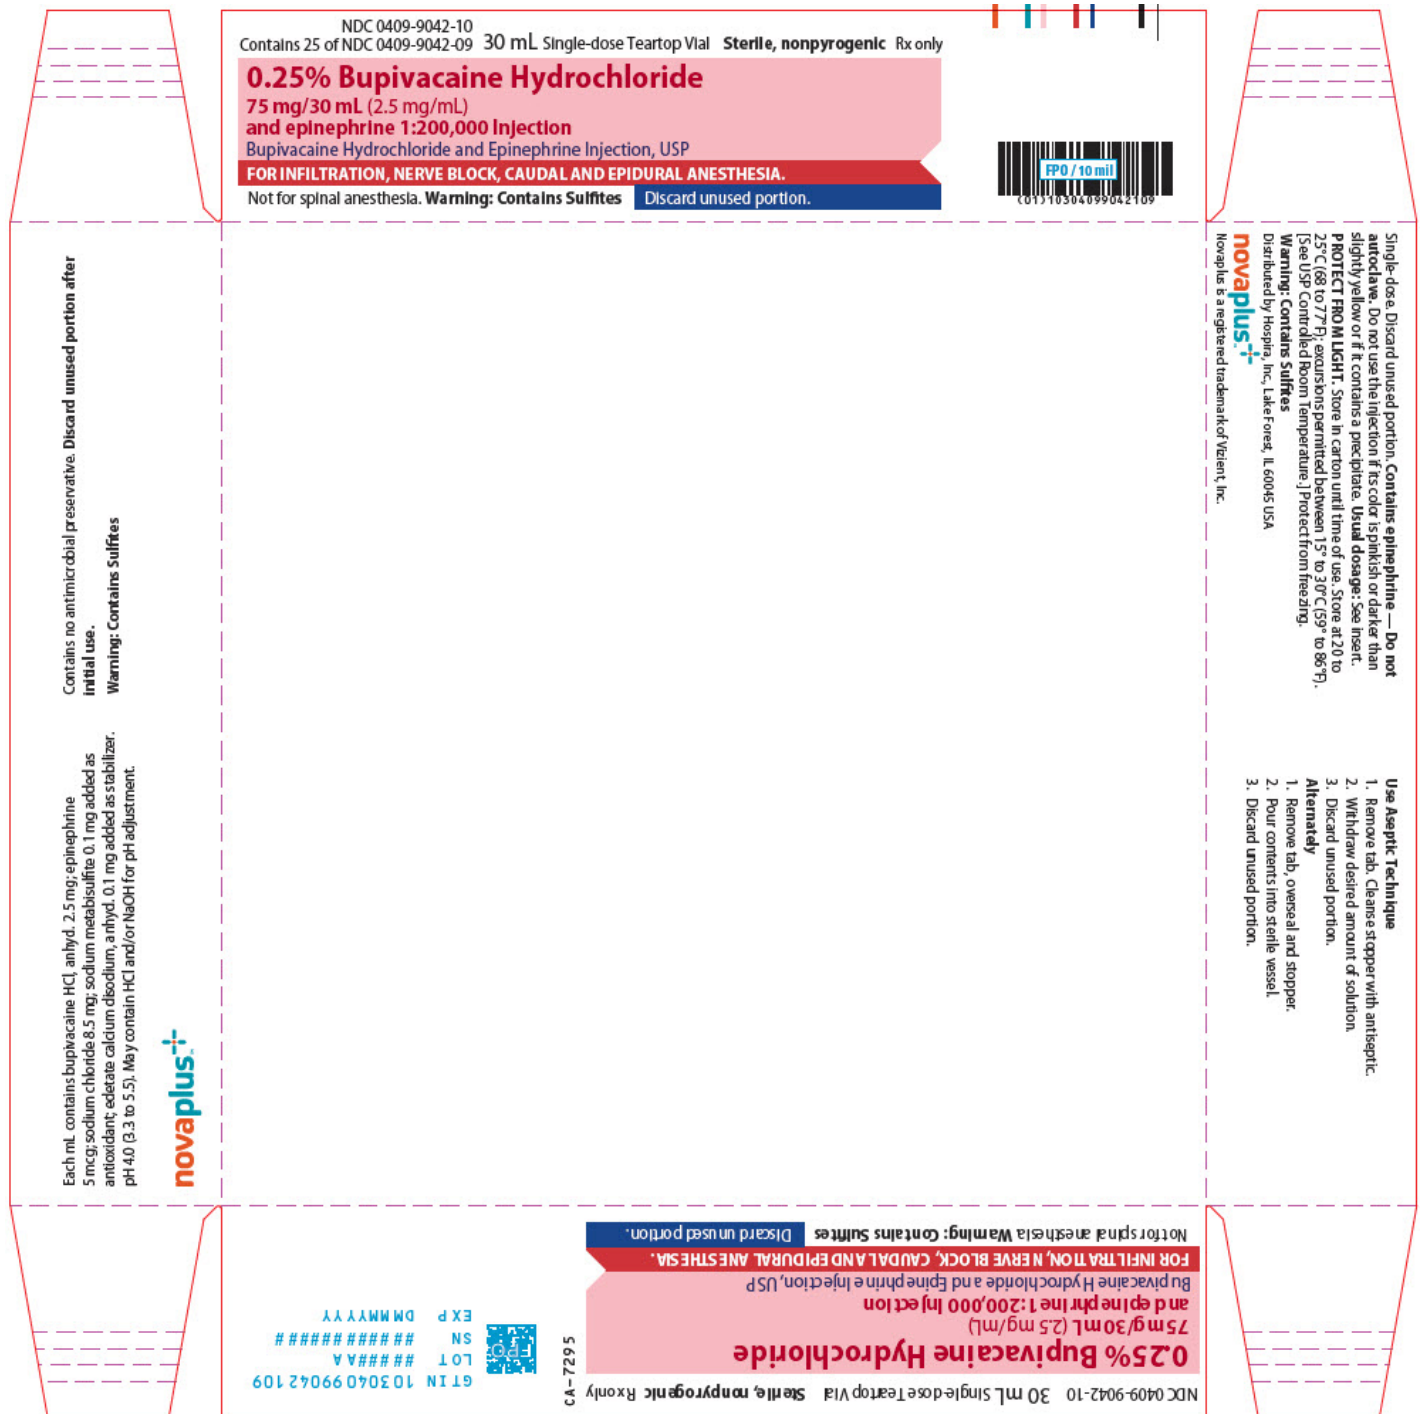 NDC 0409-9042-10
Contains 25 of NDC 0409-9042-09 30 mL Single-dose Teartop Vial Sterile, nonpyrogenic Rx only
0.25% Bupivacaine Hydrochloride
75 mg/30 mL (2.5 mg/mL)
and epinephrine 1:200,000 Injection
Bupivacaine Hydrochloride and Epinephrine Injection, USP
FOR INFILTRATION, NERVE BLOCK, CAUDAL AND EPIDURAL ANESTHESIA.
Not for spinal anesthesia. Warning: Contains Sulfites Discard unused portion.
FPO / 10 mil
(01)10304099042109
Single-dose. Discard unused portion. Contains epinephrine — Do not
autoclave. Do not use the injection if its color is pinkish or darker than
slightly yellow or if it contains a precipitate. Usual dosage: See insert.
PROTECT FROM LIGHT. Store in carton until time of use. Store at 20 to
25°C (68 to 77°F); excursions permitted between 15° to 30°C (59° to 86°F).
[See USP Controlled Room Temperature.] Protect from freezing.
Warning: Contains Sulfites
Distributed by Hospira, Inc., Lake Forest, IL 60045 USA
novaplus
Novaplus is a registered trademark of Vizient, Inc.
Use Aseptic Technique
1. Remove tab. Cleanse stopper with antiseptic.
2. Withdraw desired amount of solution.
3. Discard unused portion.
Alternately
1. Remove tab, overseal and stopper.
2. Pour contents into sterile vessel.
3. Discard unused portion.
Contains no antimicrobial preservative. Discard unused portion after
initial use.
Warning: Contains Sulfites
Each mL contains bupivacaine HCl, anhyd. 2.5 mg; epinephrine
5 mcg; sodium chloride 8.5 mg; sodium metabisulfite 0.1 mg added as
antioxidant; edetate calcium disodium, anhyd. 0.1 mg added as stabilizer.
pH 4.0 (3.3 to 5.5). May contain HCl and/or NaOH for pH adjustment.
novaplus
NDC 0409-9042-10 30 mL Single-dose Teartop Vial Sterile, nonpyrogenic Rx only
0.25% Bupivacaine Hydrochloride
75 mg/30 mL (2.5 mg/mL)
and epinephrine 1:200,000 Injection
Bupivacaine Hydrochloride and Epinephrine Injection, USP
FOR INFILTRATION, NERVE BLOCK, CAUDAL AND EPIDURAL ANESTHESIA.
Not for spinal anesthesia. Warning: Contains Sulfites Discard unused portion.
CA-7295
FPO
GTIN 10304099042109
LOT ######AA
SN ############
EXP DMMMYYYY